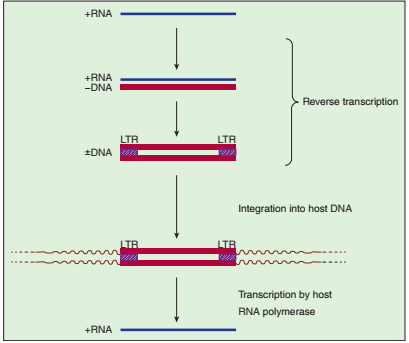 +RNA
+RNA
−DNA
Reverse transcription
LTR LTR
±DNA
Integration into host DNA
LTR LTR
Transcription by host
RNA polymerase
+RNA